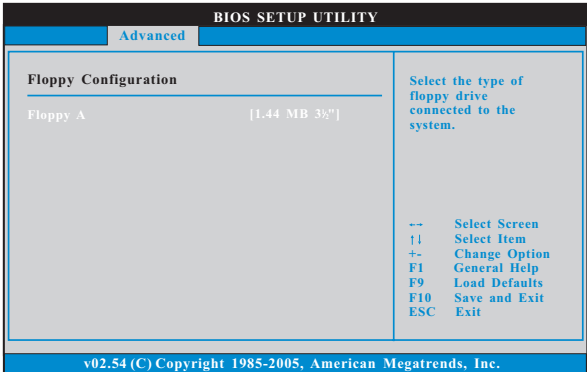 BIOS SETUP UTILITY
Advanced
Floppy Configuration
Floppy A [1.44 MB 3½"]
Select the type of
floppy drive
connected to the
system.
←→ Select Screen
↑↓ Select Item
+- Change Option
F1 General Help
F9 Load Defaults
F10 Save and Exit
ESC Exit
v02.54 (C) Copyright 1985-2005, American Megatrends, Inc.